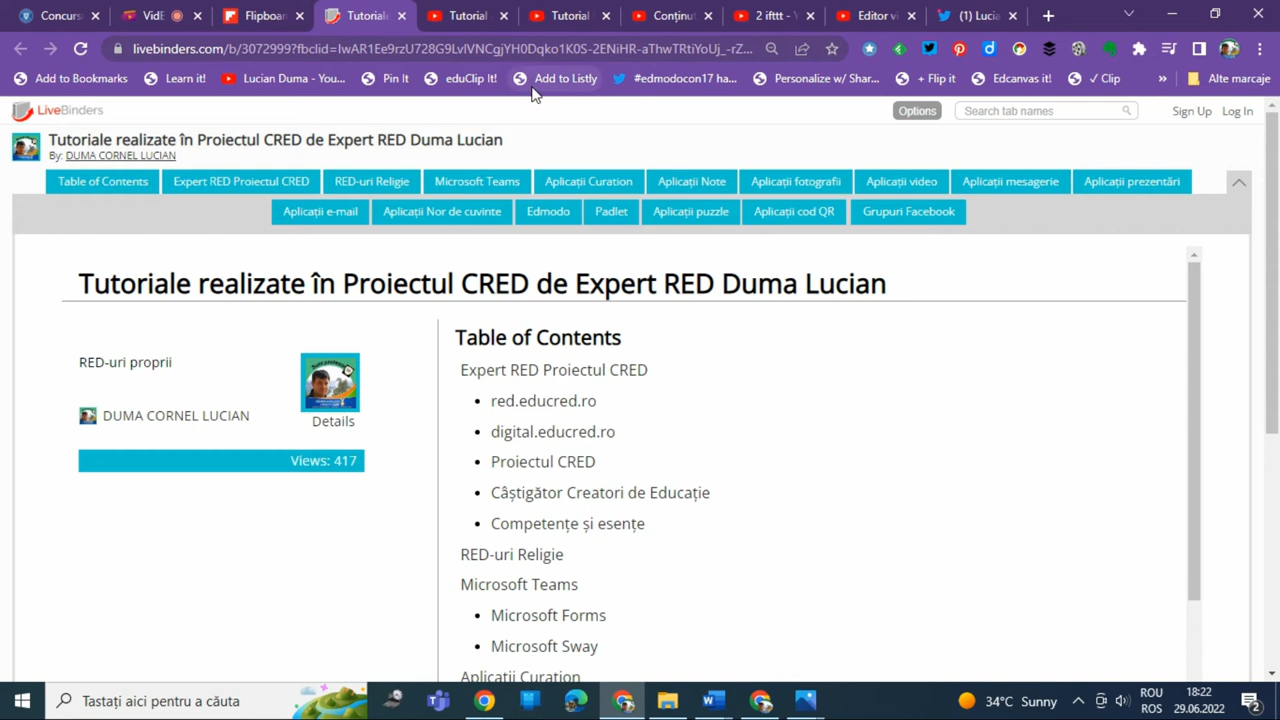 Concurs
VidE
Flipboar
Tutoriale
Tutorial
Tutorial
Conținu
2 ifttt - Y
Editor vi
(1) Lucia
livebinders.com/b/3072999?fbclid=IwAR1Ee9rzU728G9LvlVNCgjYH0Dqko1K0S-2ENiHR-aThwTRtiYoUj_-rZ...
Add to Bookmarks
Learn it!
Lucian Duma - You...
Pin It
eduClip It!
Add to Listly
#edmodocon17 ha...
Personalize w/ Shar...
+ Flip it
Edcanvas it!
✓ Clip
»
Alte marcaje
LiveBinders
Options
Search tab names
Sign Up
Log In
Tutoriale realizate în Proiectul CRED de Expert RED Duma Lucian
By: DUMA CORNEL LUCIAN
Table of Contents
Expert RED Proiectul CRED
RED-uri Religie
Microsoft Teams
Aplicații Curation
Aplicații Note
Aplicații fotografii
Aplicații video
Aplicații mesagerie
Aplicații prezentări
Aplicații e-mail
Aplicații Nor de cuvinte
Edmodo
Padlet
Aplicații puzzle
Aplicații cod QR
Grupuri Facebook
Tutoriale realizate în Proiectul CRED de Expert RED Duma Lucian
RED-uri proprii
DUMA CORNEL LUCIAN
Details
Views: 417
Table of Contents
Expert RED Proiectul CRED
• red.educred.ro
• digital.educred.ro
• Proiectul CRED
• Câștigător Creatori de Educație
• Competențe și esențe
RED-uri Religie
Microsoft Teams
• Microsoft Forms
• Microsoft Sway
Aplicații Curation
Tastați aici pentru a căuta
34°C Sunny
ROU
ROS
18:22
29.06.2022
2